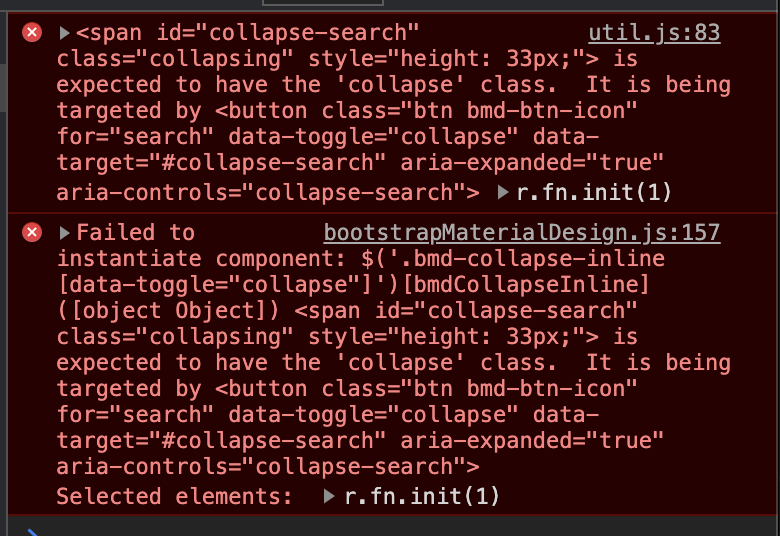 <span id="collapse-search" util.js:83
class="collapsing" style="height: 33px;"> is
expected to have the 'collapse' class.  It is being
targeted by <button class="btn bmd-btn-icon"
for="search" data-toggle="collapse" data-
target="#collapse-search" aria-expanded="true"
aria-controls="collapse-search"> r.fn.init(1)
Failed to bootstrapMaterialDesign.js:157
instantiate component: $('.bmd-collapse-inline
[data-toggle="collapse"]')[bmdCollapseInline]
([object Object]) <span id="collapse-search"
class="collapsing" style="height: 33px;"> is
expected to have the 'collapse' class.  It is being
targeted by <button class="btn bmd-btn-icon"
for="search" data-toggle="collapse" data-
target="#collapse-search" aria-expanded="true"
aria-controls="collapse-search">
Selected elements: r.fn.init(1)